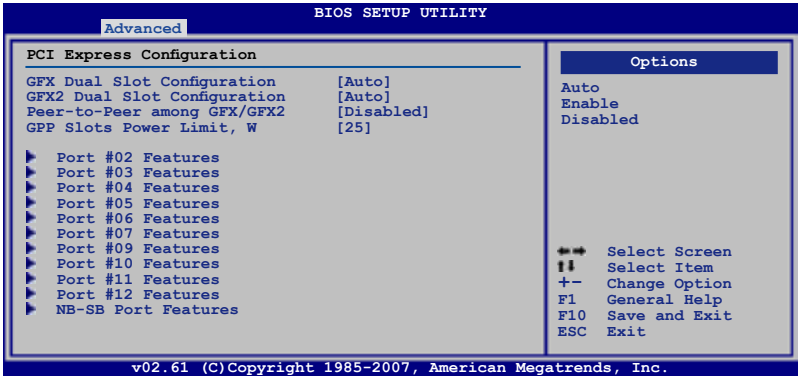 BIOS SETUP UTILITY
Advanced
PCI Express Configuration
GFX Dual Slot Configuration [Auto]
GFX2 Dual Slot Configuration [Auto]
Peer-to-Peer among GFX/GFX2 [Disabled]
GPP Slots Power Limit, W [25]
Port #02 Features
Port #03 Features
Port #04 Features
Port #05 Features
Port #06 Features
Port #07 Features
Port #09 Features
Port #10 Features
Port #11 Features
Port #12 Features
NB-SB Port Features
Options
Auto
Enable
Disabled
←→ Select Screen
↑↓ Select Item
+- Change Option
F1 General Help
F10 Save and Exit
ESC Exit
v02.61 (C)Copyright 1985-2007, American Megatrends, Inc.